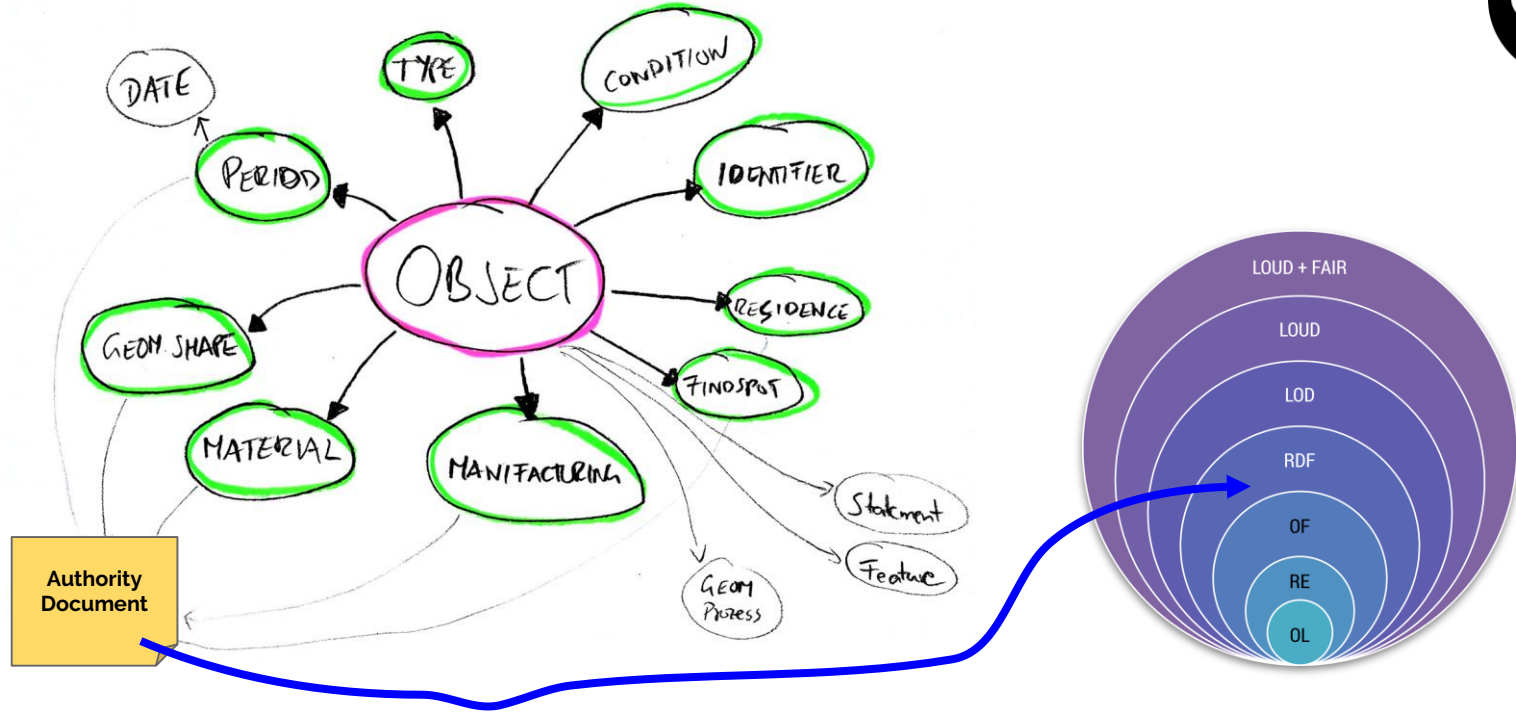 DATE
TYPE
CONDITION
PERIOD
IDENTIFIER
OBJECT
RESIDENCE
GEOM. SHAPE
FINDSPOT
MATERIAL
MANIFACTURING
Statement
Feature
GEOM
Prozess
Authority
Document
LOUD + FAIR
LOUD
LOD
RDF
OF
RE
OL